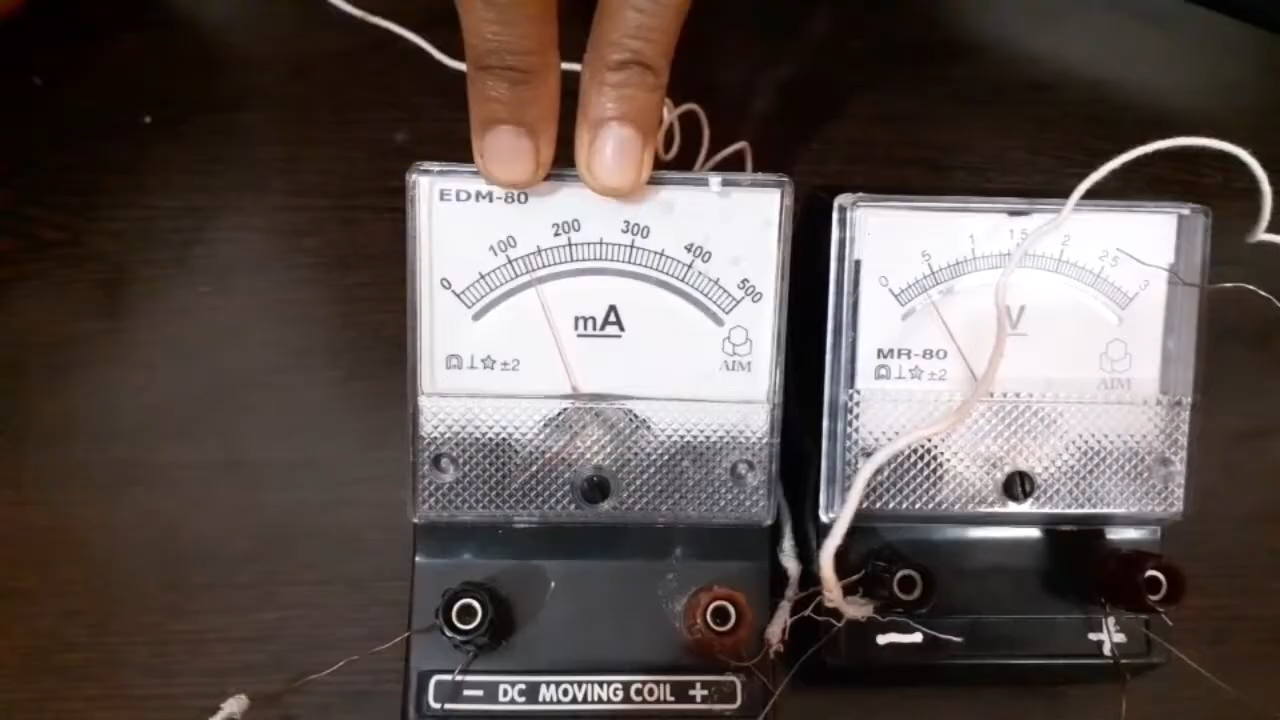 EDM-80
0 100 200 300 400 500
mA
±2
AIM
- DC MOVING COIL +
0 5 1 1.5 2 2.5 3
V
MR-80
±2
AIM
- +